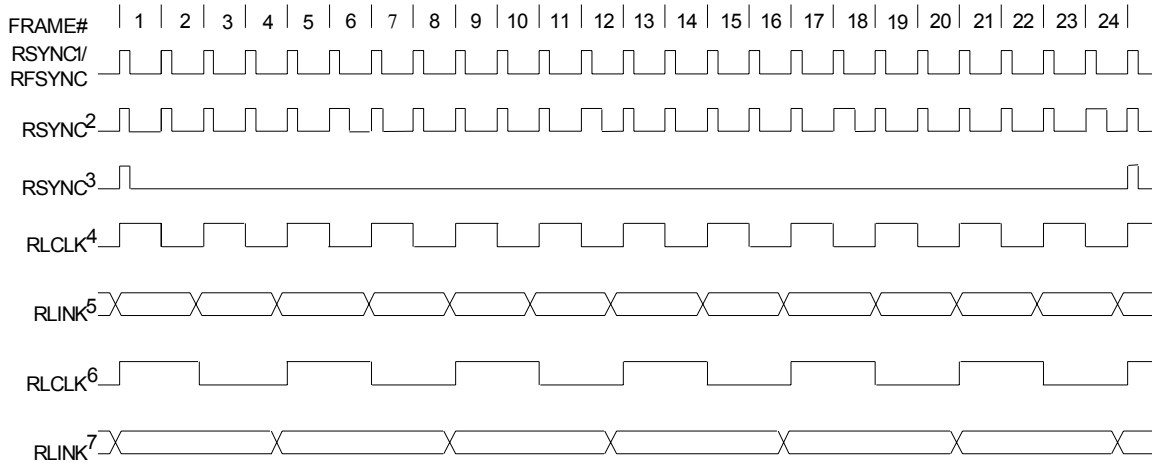 FRAME# 1 2 3 4 5 6 7 8 9 10 11 12 13 14 15 16 17 18 19 20 21 22 23 24
RSYNC1/
RFSYNC
RSYNC2
RSYNC3
RLCLK4
RLINK5
RLCLK6
RLINK7